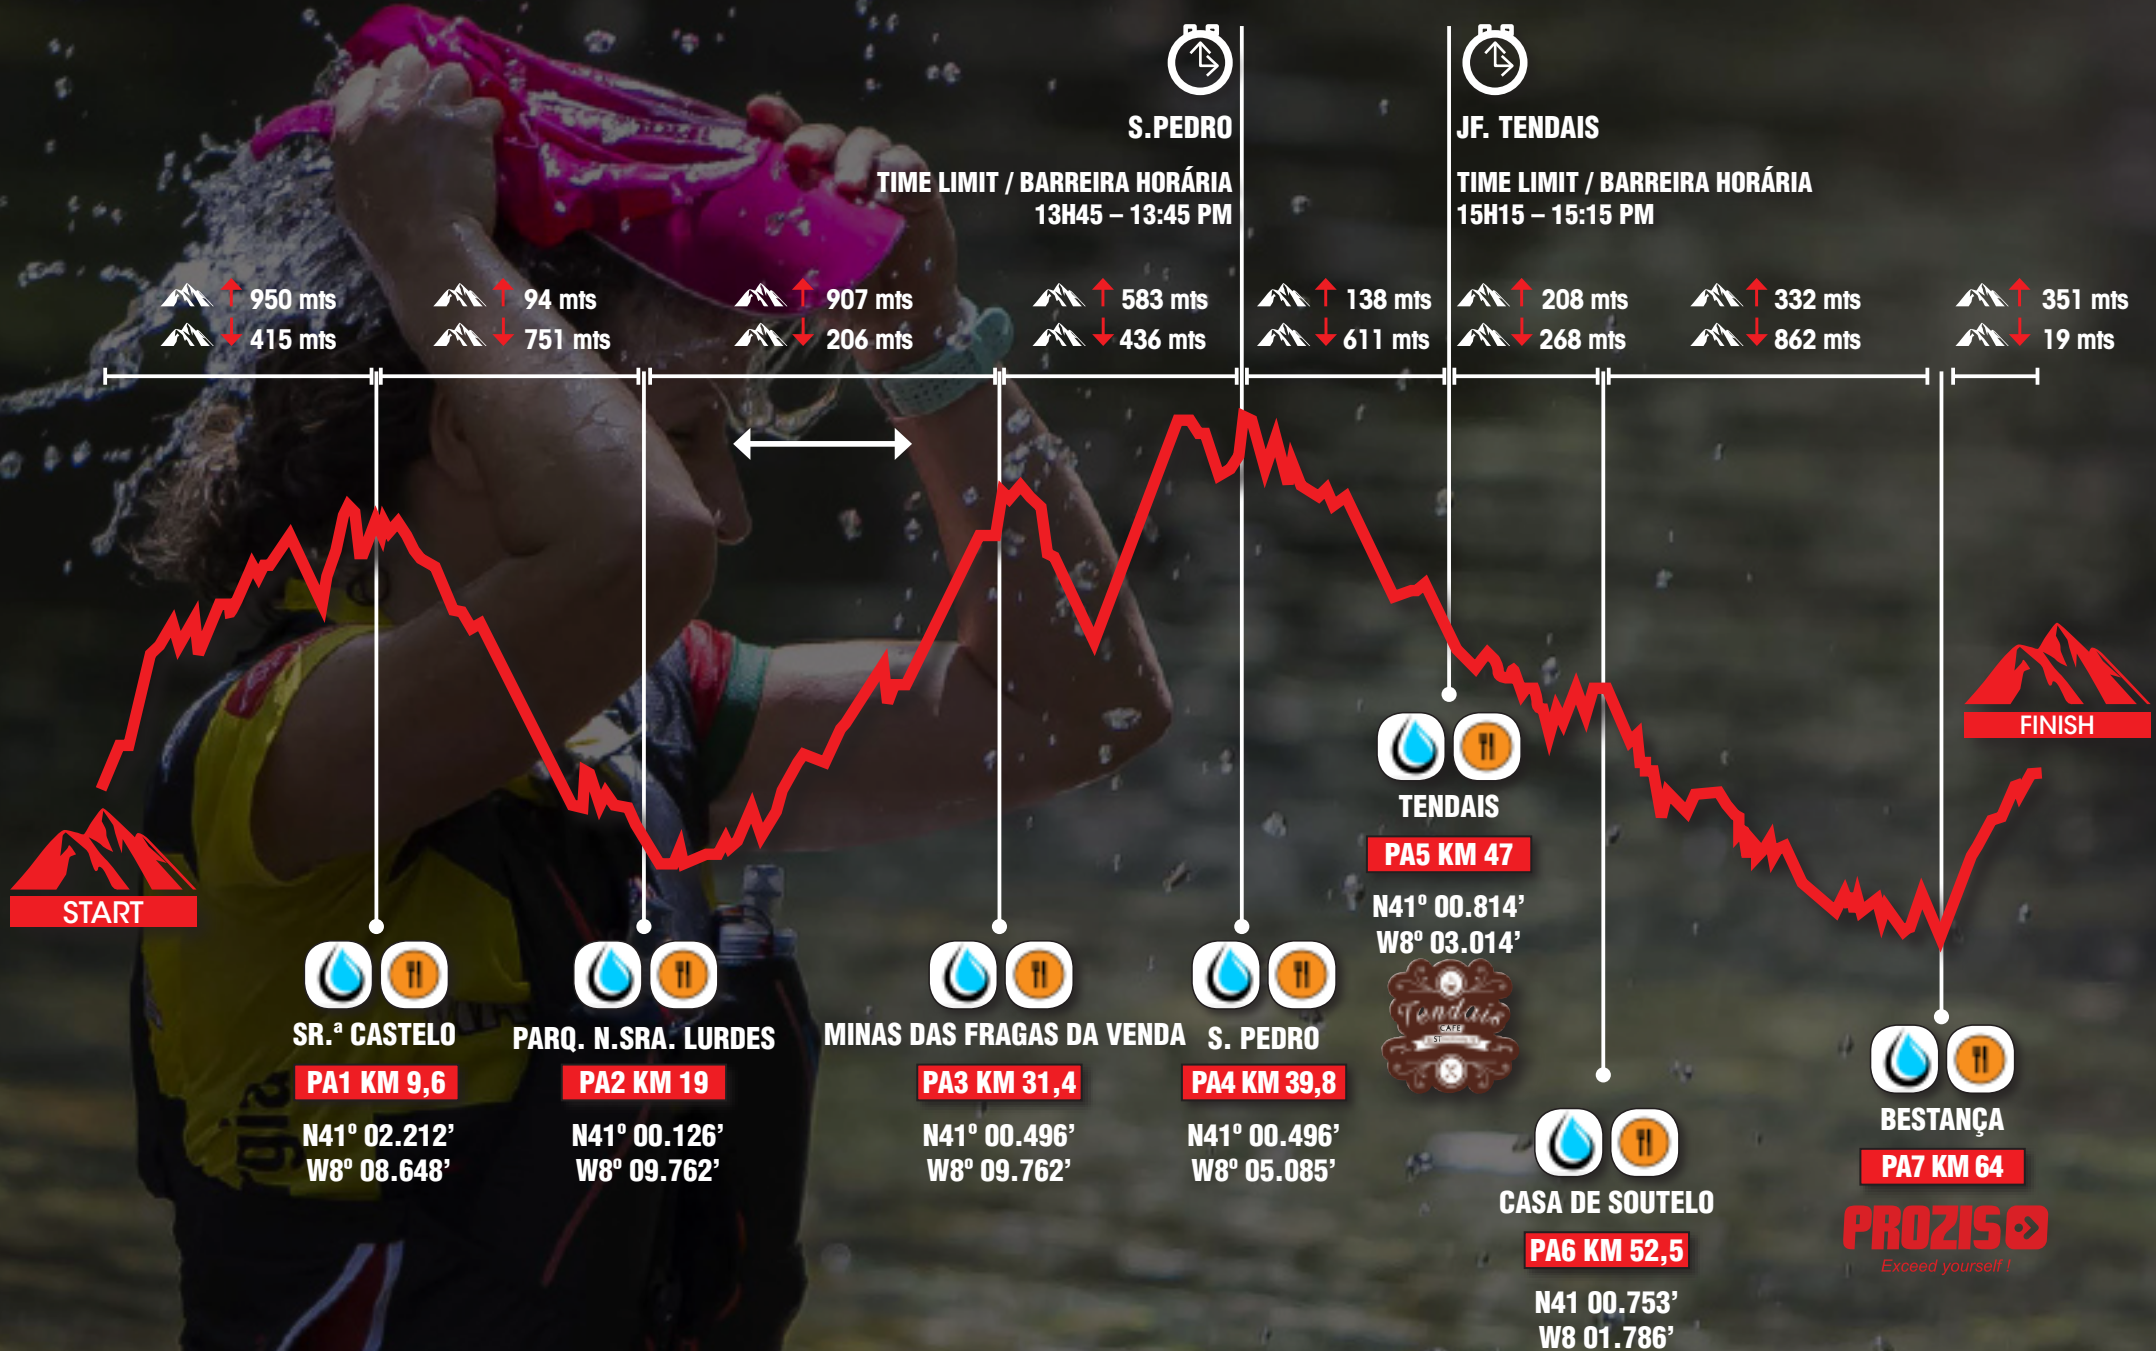 S.PEDRO
TIME LIMIT / BARREIRA HORÁRIA
13H45 – 13:45 PM
JF. TENDAIS
TIME LIMIT / BARREIRA HORÁRIA
15H15 – 15:15 PM
950 mts
415 mts
94 mts
751 mts
907 mts
206 mts
583 mts
436 mts
138 mts
611 mts
208 mts
268 mts
332 mts
862 mts
351 mts
19 mts
START
SR.ª CASTELO
PA1 KM 9,6
N41º 02.212’
W8º 08.648’
PARQ. N.SRA. LURDES
PA2 KM 19
N41º 00.126’
W8º 09.762’
MINAS DAS FRAGAS DA VENDA
PA3 KM 31,4
N41º 00.496’
W8º 09.762’
S. PEDRO
PA4 KM 39,8
N41º 00.496’
W8º 05.085’
TENDAIS
PA5 KM 47
N41º 00.814’
W8º 03.014’
Tendais
CAFE
CASA DE SOUTELO
PA6 KM 52,5
N41 00.753’
W8 01.786’
BESTANÇA
PA7 KM 64
PROZIS
Exceed yourself !
FINISH
gia